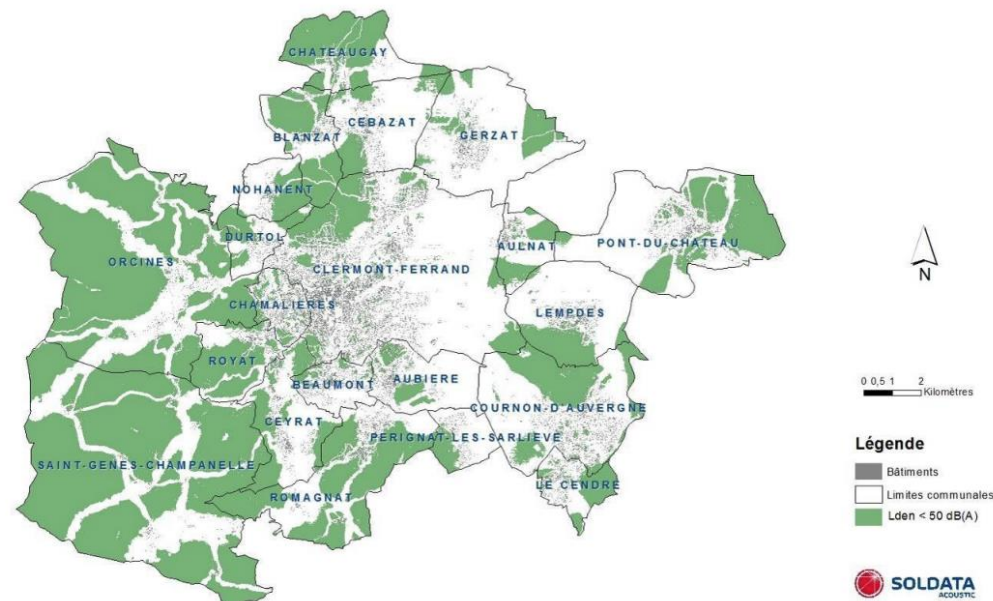 CHATEAUGAY
CEBAZAT
BLANZAT
GERZAT
NOHANENT
DURTOL
ORCINES
AULNAT
PONT-DU-CHATEAU
CLERMONT-FERRAND
CHAMALIERES
LEMPDES
ROYAT
BEAUMONT
AUBIERE
CEYRAT
COURNON-D'AUVERGNE
PERIGNAT-LES-SARLIEVE
SAINT-GENES-CHAMPANELLE
LE CENDRE
ROMAGNAT
N
0 0,5 1 2
Kilomètres
Légende
Bâtiments
Limites communales
Lden < 50 dB(A)
SOLDATA
ACOUSTIC